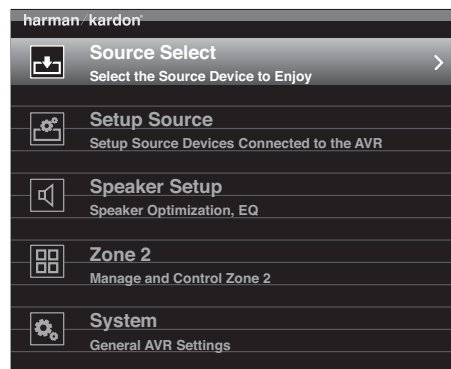 harman/kardon®
Source Select
Select the Source Device to Enjoy
Setup Source
Setup Source Devices Connected to the AVR
Speaker Setup
Speaker Optimization, EQ
Zone 2
Manage and Control Zone 2
System
General AVR Settings